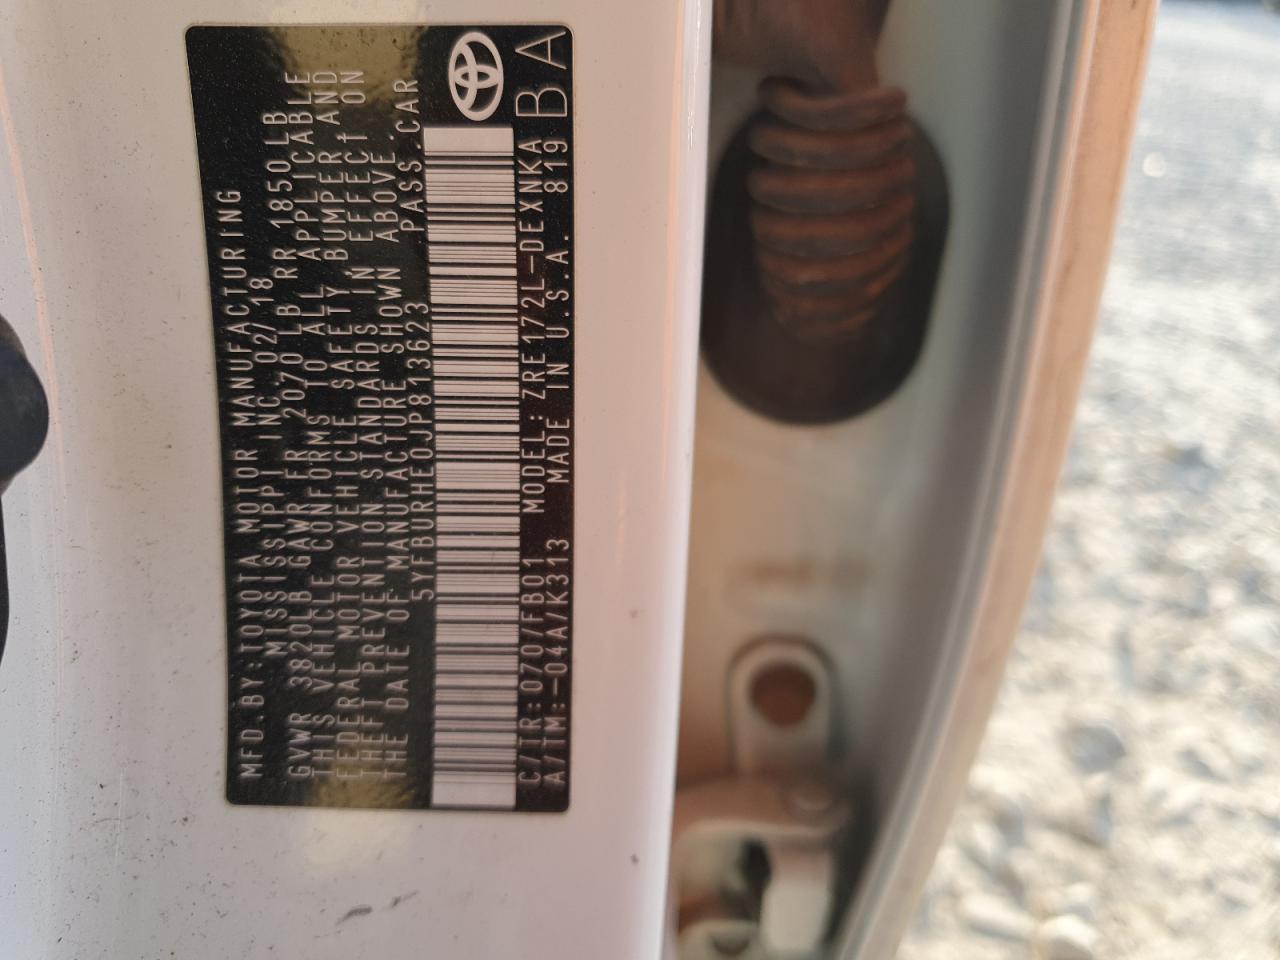 MFD.BY:TOYOTA MOTOR MANUFACTURING
MISSISSIPPI INC. 02/18
GVWR 3820LB GAWR FR 2070 LB RR 1850LB
THIS VEHICLE CONFORMS TO ALL APPLICABLE
FEDERAL MOTOR VEHICLE SAFETY, BUMPER, AND
THEFT PREVENTION STANDARDS IN EFFECT ON
THE DATE OF MANUFACTURE SHOWN ABOVE.
5YFBURHE0JP813623 PASS.CAR
C/TR:070/FB01 MODEL:ZRE172L-DEXNKA
A/TM:-04A/K313 MADE IN U.S.A. 819 BA